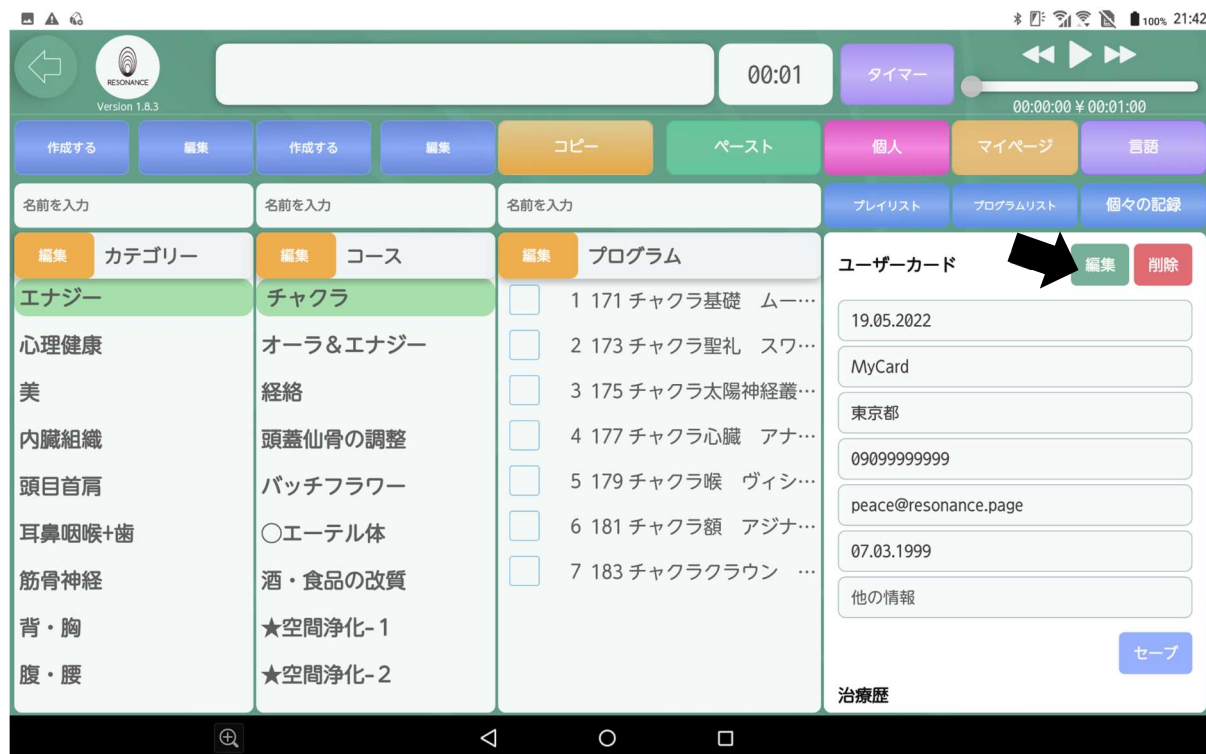 100% 21:42
RESONANCE
Version 1.8.3
00:01
タイマー
00:00:00 ¥ 00:01:00
作成する 編集 作成する 編集 コピー ペースト 個人 マイページ 言語
名前を入力 名前を入力 名前を入力 プレイリスト プログラムリスト 個々の記録
編集 カテゴリー
エナジー
心理健康
美
内臓組織
頭目首肩
耳鼻咽喉+歯
筋骨神経
背・胸
腹・腰
編集 コース
チャクラ
オーラ&エナジー
経絡
頭蓋仙骨の調整
バッチフラワー
〇エーテル体
酒・食品の改質
★空間浄化-1
★空間浄化-2
編集 プログラム
1 171 チャクラ基礎 ムー…
2 173 チャクラ聖礼 スワ…
3 175 チャクラ太陽神経叢…
4 177 チャクラ心臓 アナ…
5 179 チャクラ喉 ヴィシ…
6 181 チャクラ額 アジナ…
7 183 チャクラクラウン …
ユーザーカード 編集 削除
19.05.2022
MyCard
東京都
09099999999
peace@resonance.page
07.03.1999
他の情報
セーブ
治療歴